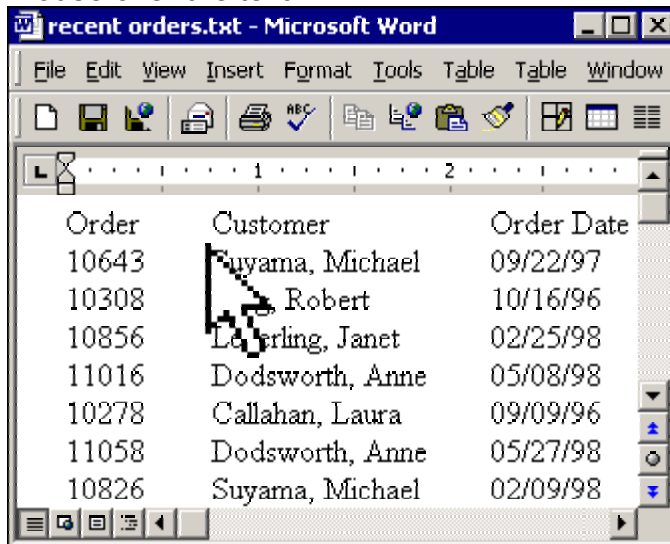 recent orders.txt - Microsoft Word
File Edit View Insert Format Tools Table Table Window
ABC
L 1 2
Order Customer Order Date
10643 Suyama, Michael 09/22/97
10308 Robert 10/16/96
10856 Janet 02/25/98
11016 Dodsworth, Anne 05/08/98
10278 Callahan, Laura 09/09/96
11058 Dodsworth, Anne 05/27/98
10826 Suyama, Michael 02/09/98